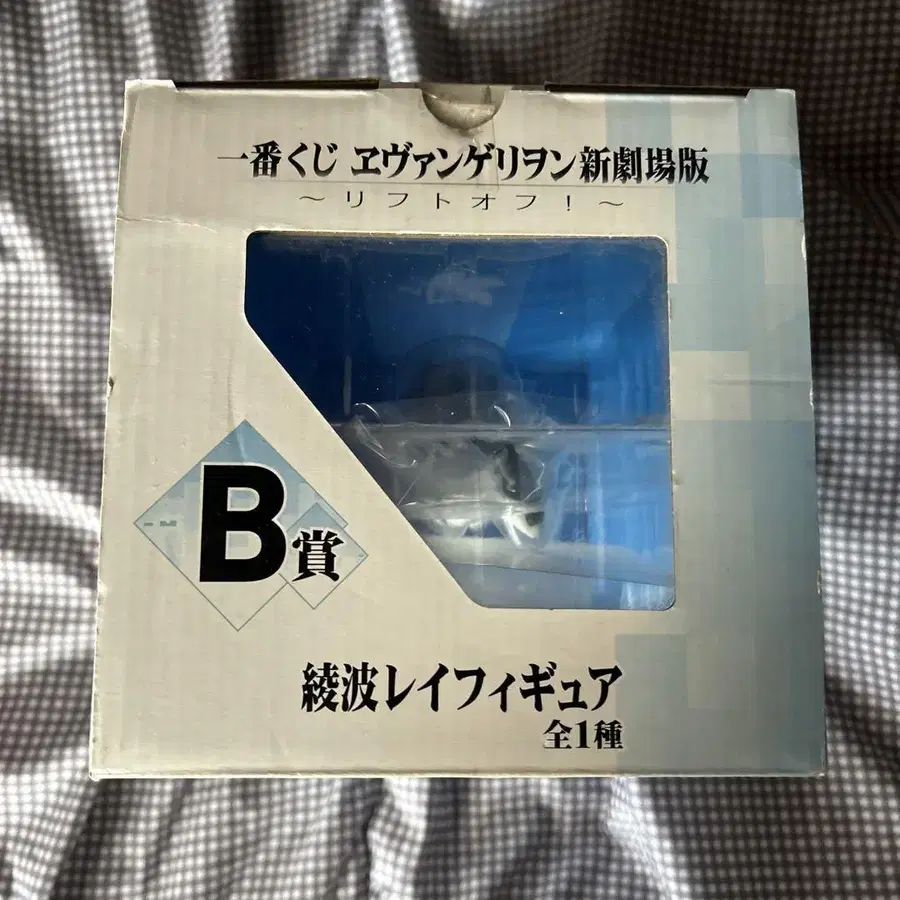 一番くじ ヱヴァンゲリヲン新劇場版
～リフトオフ！～
B賞
綾波レイフィギュア
全1種